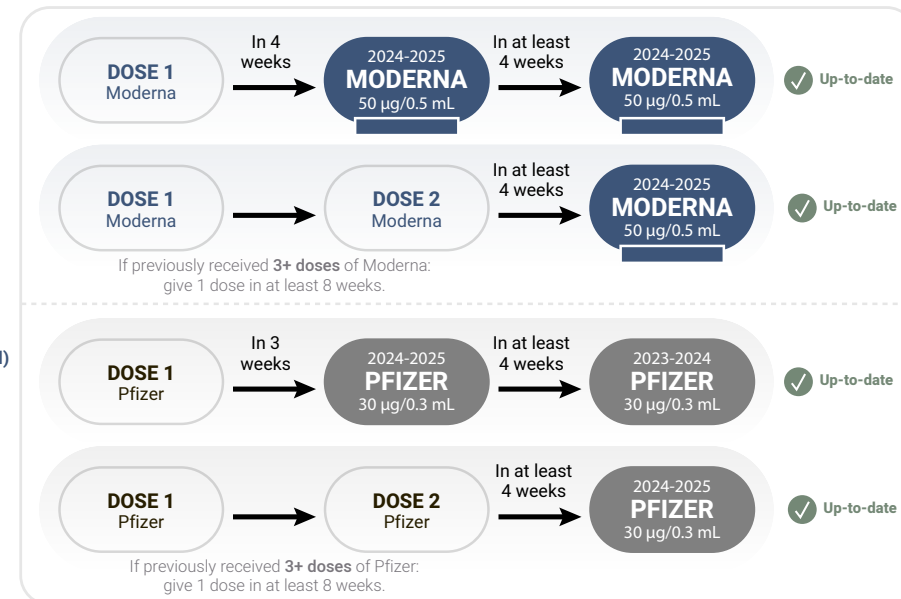 In 4
weeks
In at least
4 weeks
DOSE 1
Moderna
2024-2025
MODERNA
50 µg/0.5 mL
2024-2025
MODERNA
50 µg/0.5 mL
Up-to-date
In at least
4 weeks
DOSE 1
Moderna
DOSE 2
Moderna
2024-2025
MODERNA
50 µg/0.5 mL
Up-to-date
If previously received 3+ doses of Moderna:
give 1 dose in at least 8 weeks.
In 3
weeks
In at least
4 weeks
DOSE 1
Pfizer
2024-2025
PFIZER
30 µg/0.3 mL
2023-2024
PFIZER
30 µg/0.3 mL
Up-to-date
In at least
4 weeks
DOSE 1
Pfizer
DOSE 2
Pfizer
2024-2025
PFIZER
30 µg/0.3 mL
Up-to-date
If previously received 3+ doses of Pfizer:
give 1 dose in at least 8 weeks.